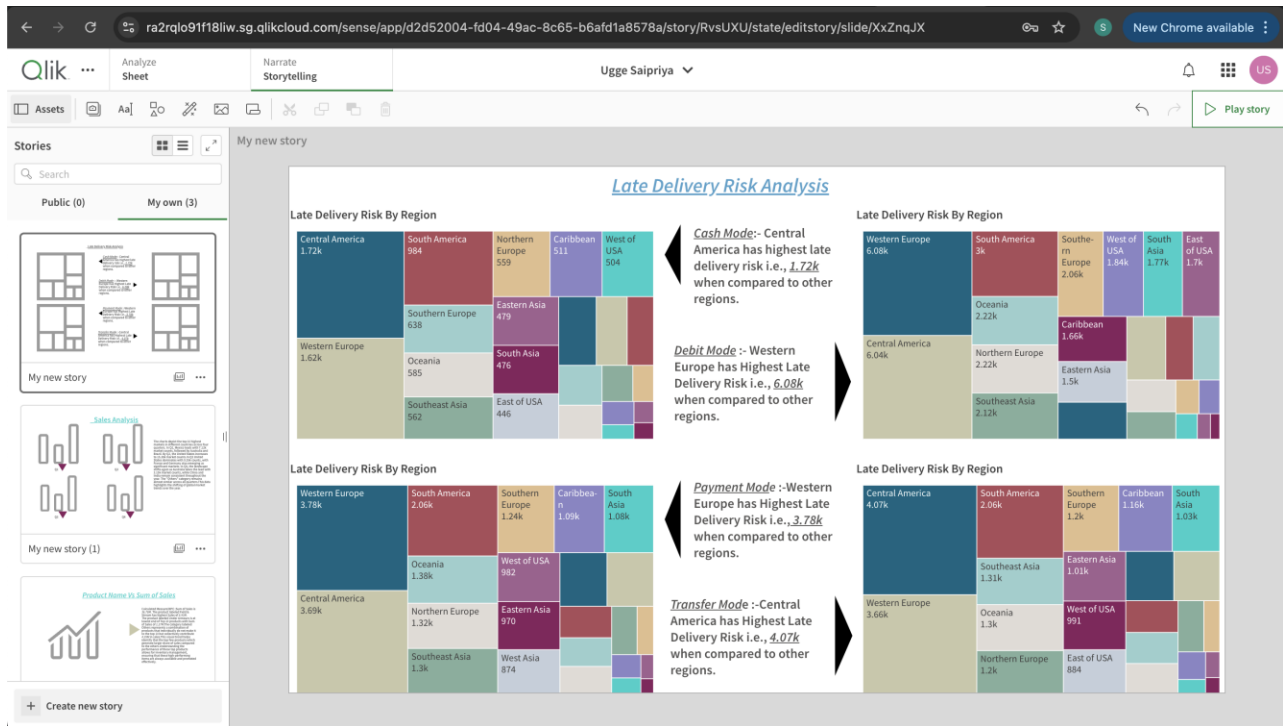 ra2rqlo91f18liw.sg.qlikcloud.com/sense/app/d2d52004-fd04-49ac-8c65-b6afd1a8578a/story/RvsUXU/state/editstory/slide/XxZnqJX
S
New Chrome available
Qlik
Analyze
Sheet
Narrate
Storytelling
Ugge Saipriya
US
Assets
Aa
Play story
Stories
Search
Public (0)
My own (3)
My new story
Sales Analysis
My new story (1)
Product Name Vs Sum of Sales
Create new story
My new story
Late Delivery Risk Analysis
Late Delivery Risk By Region
Central America
1.72k
South America
984
Northern
Europe
559
Caribbean
511
West of
USA
504
Southern Europe
638
Eastern Asia
479
Western Europe
1.62k
Oceania
585
South Asia
476
Southeast Asia
562
East of USA
446
Cash Mode:- Central
America has highest late
delivery risk i.e., 1.72k
when compared to other
regions.
Debit Mode :- Western
Europe has Highest Late
Delivery Risk i.e., 6.08k
when compared to other
regions.
Late Delivery Risk By Region
Western Europe
6.08k
South America
3k
Southe-
rn
Europe
2.06k
West of
USA
1.84k
South
Asia
1.77k
East
of USA
1.7k
Oceania
2.22k
Caribbean
1.66k
Central America
6.04k
Northern Europe
2.22k
Eastern Asia
1.5k
Southeast Asia
2.12k
Late Delivery Risk By Region
Western Europe
3.78k
South America
2.06k
Southern
Europe
1.24k
Caribbea-
n
1.09k
South
Asia
1.08k
Oceania
1.38k
West of USA
982
Central America
3.69k
Northern Europe
1.32k
Eastern Asia
970
Southeast Asia
1.3k
West Asia
874
Payment Mode :-Western
Europe has Highest Late
Delivery Risk i.e., 3.78k
when compared to other
regions.
Transfer Mode :-Central
America has Highest Late
Delivery Risk i.e., 4.07k
when compared to other
regions.
Late Delivery Risk By Region
Central America
4.07k
South America
2.06k
Southern
Europe
1.2k
Caribbean
1.16k
South
Asia
1.03k
Southeast Asia
1.31k
Eastern Asia
1.01k
Western Europe
3.66k
Oceania
1.3k
West of USA
991
Northern Europe
1.2k
East of USA
884